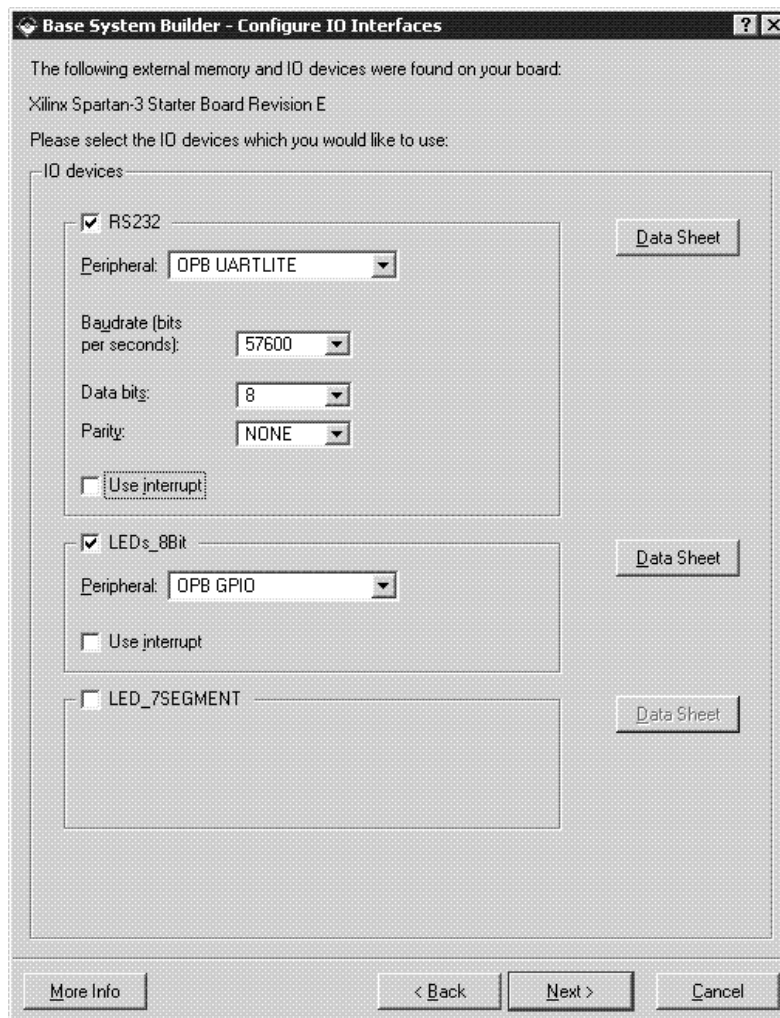 Base System Builder - Configure IO Interfaces
The following external memory and IO devices were found on your board:
Xilinx Spartan-3 Starter Board Revision E
Please select the IO devices which you would like to use:
IO devices
RS232
Data Sheet
Peripheral: OPB UARTLITE
Baudrate (bits
per seconds): 57600
Data bits: 8
Parity: NONE
Use interrupt
LEDs_8Bit
Data Sheet
Peripheral: OPB GPIO
Use interrupt
LED_7SEGMENT
Data Sheet
More Info < Back Next > Cancel